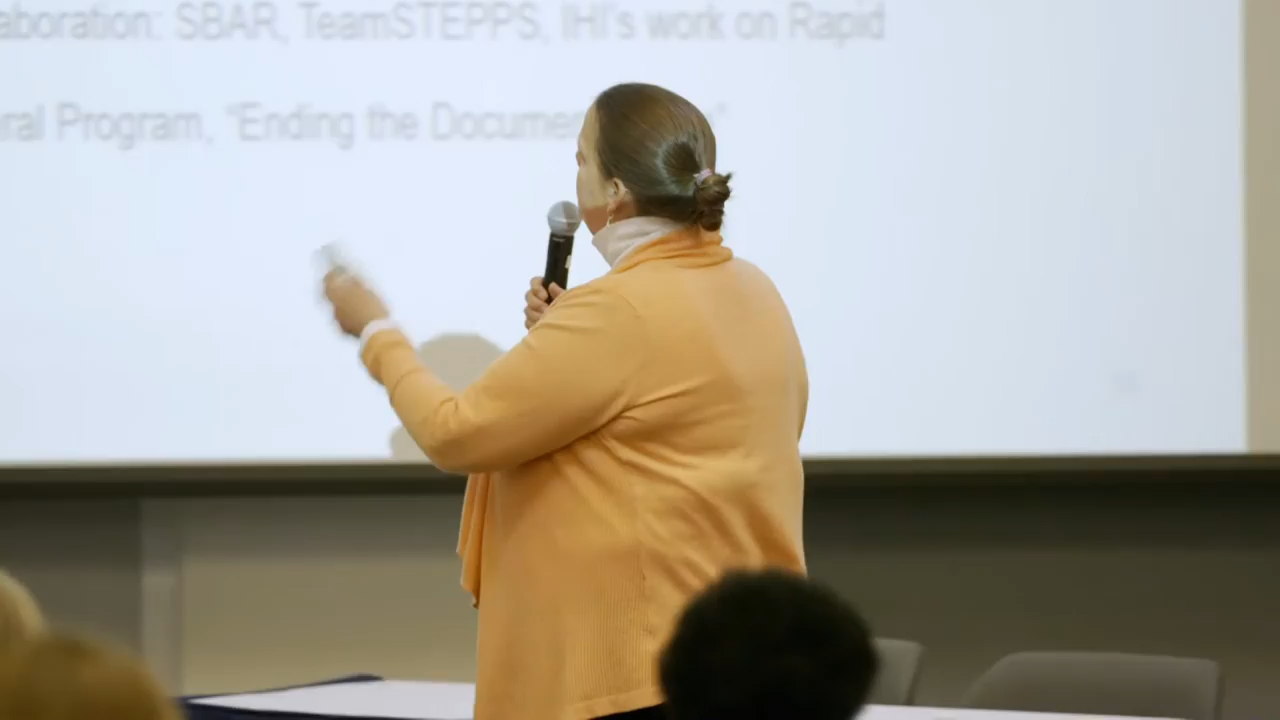 aboration: SBAR, TeamSTEPPS, IHI's work on Rapid
ral Program, "Ending the Documen "